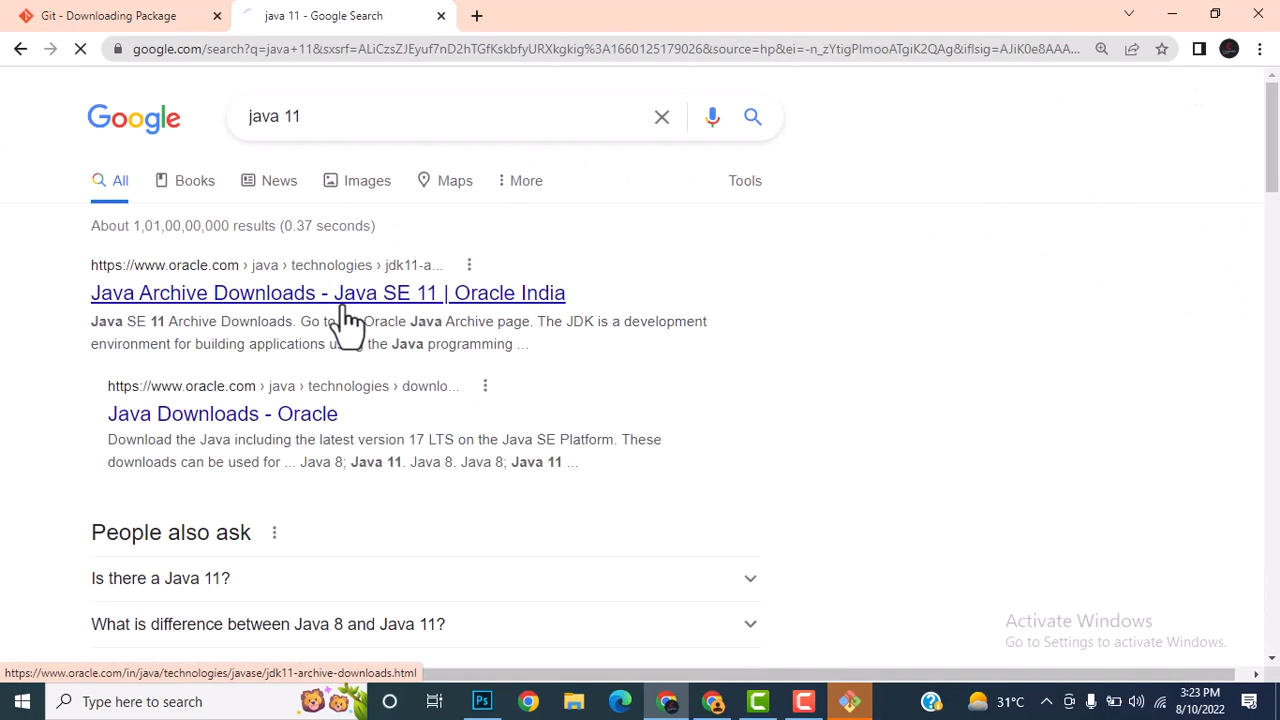 Git - Downloading Package
java 11 - Google Search
google.com/search?q=java+11&sxsrf=ALiCzsZJEyuf7nD2hTGfKskbfyURXkgkig%3A1660125179026&source=hp&ei=-n_zYtigPImooATgiK2QAg&iflsig=AJiK0e8AAA...
Google
java 11
All
Books
News
Images
Maps
More
Tools
About 1,01,00,00,000 results (0.37 seconds)
https://www.oracle.com › java › technologies › jdk11-a...
Java Archive Downloads - Java SE 11 | Oracle India
Java SE 11 Archive Downloads. Go to Oracle Java Archive page. The JDK is a development
environment for building applications the Java programming ...
https://www.oracle.com › java › technologies › downlo...
Java Downloads - Oracle
Download the Java including the latest version 17 LTS on the Java SE Platform. These
downloads can be used for ... Java 8; Java 11. Java 8. Java 8; Java 11 ...
People also ask
Is there a Java 11?
What is difference between Java 8 and Java 11?
Activate Windows
Go to Settings to activate Windows.
https://www.oracle.com/in/java/technologies/javase/jdk11-archive-downloads.html
Type here to search
Ps
31°C
3:23 PM
8/10/2022